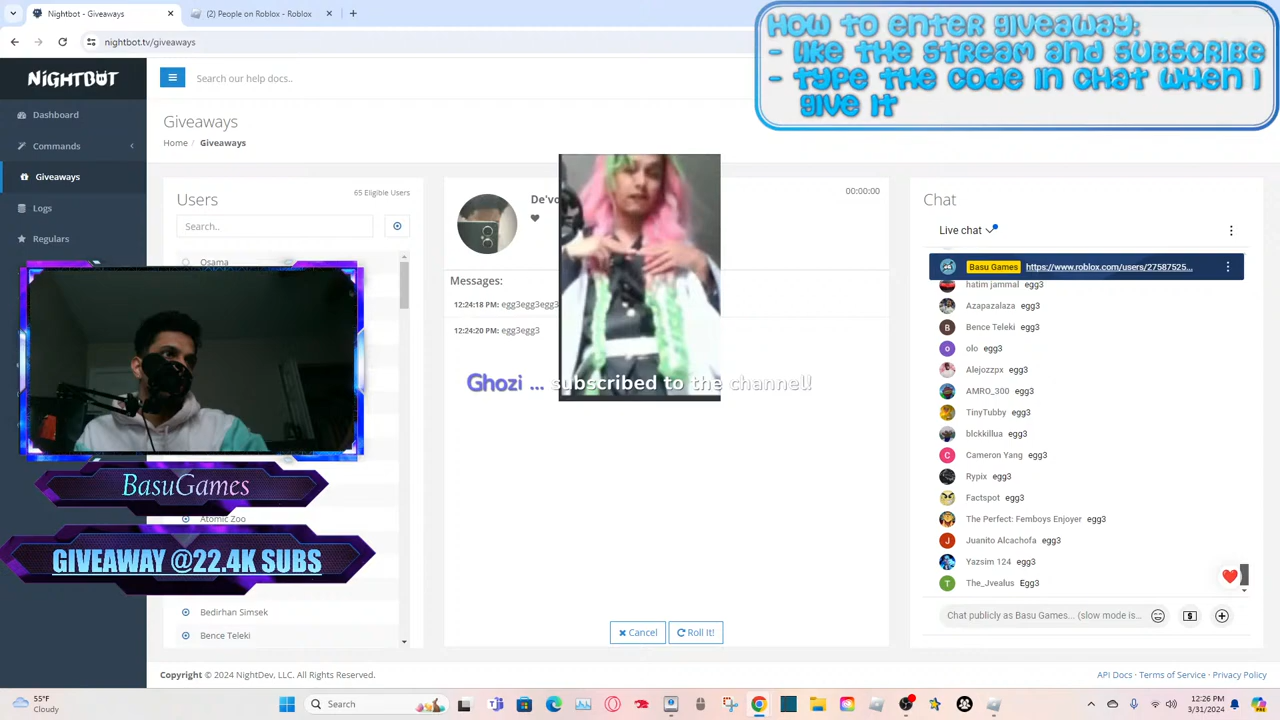 Nightbot - Giveaways
(2) People on Roblox - Roblox
nightbot.tv/giveaways
HOW TO ENTER GIVEAWAY:
- LIKE THE STREAM AND SUBSCRIBE
- TYPE THE CODE IN CHAT WHEN I
GIVE IT
NIGHTBOT
Search our help docs..
Dashboard
Commands
Giveaways
Logs
Regulars
Giveaways
Home / Giveaways
Users
65 Eligible Users
Search..
Osama
Atomic Zoo
Bedirhan Simsek
Bence Teleki
BasuGames
GIVEAWAY @22.4K SUBS
De'vo
00:00:00
Messages:
12:24:18 PM: egg3egg3egg3
12:24:20 PM: egg3egg3
Ghozi ... subscribed to the channel!
Cancel
Roll It!
Chat
Live chat
Basu Games https://www.roblox.com/users/27587525...
hatim jammal egg3
Azapazalaza egg3
Bence Teleki egg3
olo egg3
Alejozzpx egg3
AMRO_300 egg3
TinyTubby egg3
blckkillua egg3
Cameron Yang egg3
Rypix egg3
Factspot egg3
The Perfect: Femboys Enjoyer egg3
Juanito Alcachofa egg3
Yazsim 124 egg3
The_Jvealus Egg3
Chat publicly as Basu Games... (slow mode is...
Copyright © 2024 NightDev, LLC. All Rights Reserved.
API Docs - Terms of Service - Privacy Policy
55°F
Cloudy
Search
12:26 PM
3/31/2024